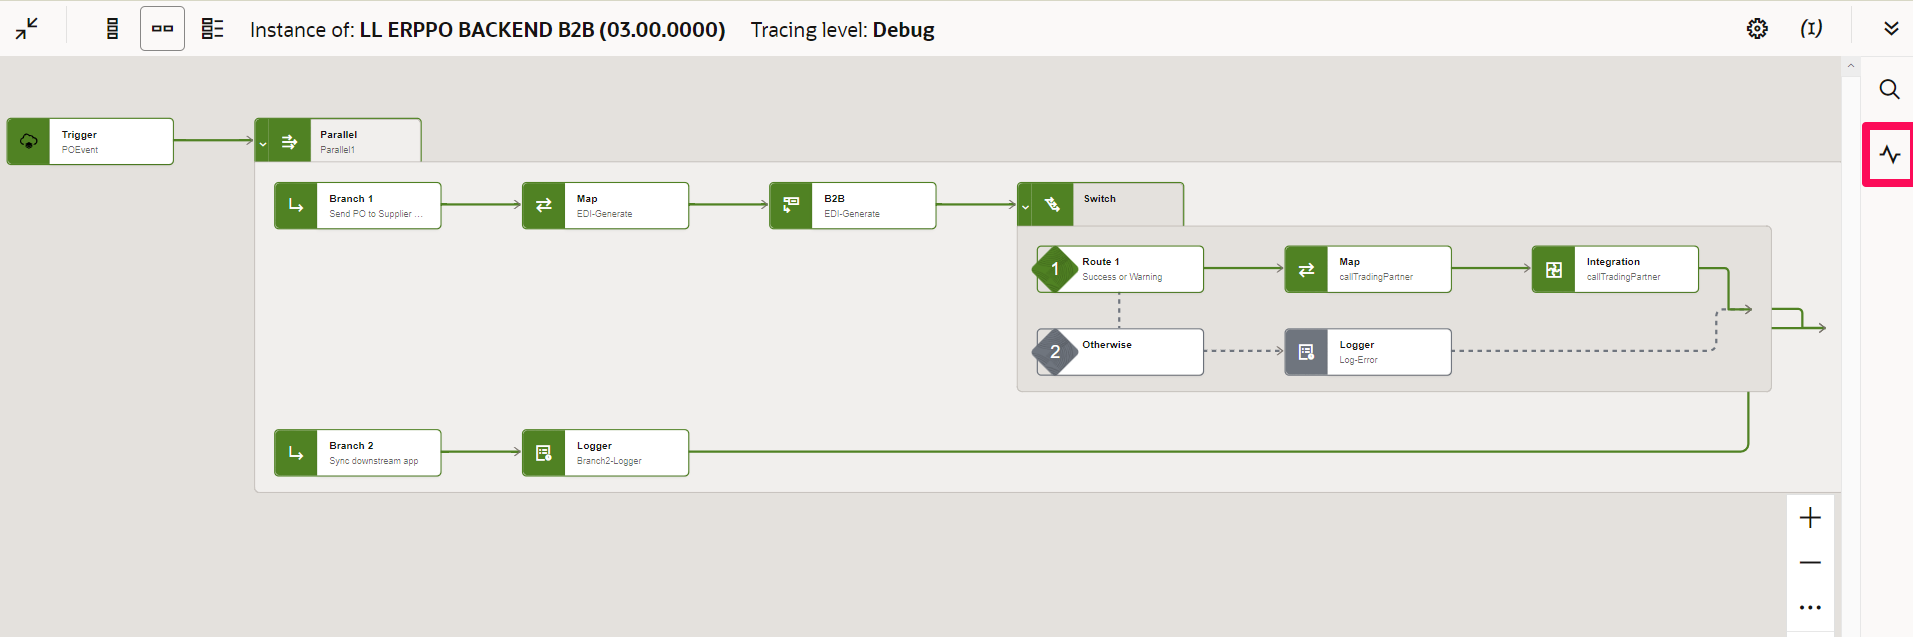 Instance of: LL ERPPO BACKEND B2B (03.00.0000) Tracing level: Debug
Trigger
POEvent
Parallel
Parallel1
Branch 1
Send PO to Supplier ...
Map
EDI-Generate
B2B
EDI-Generate
Switch
1
Route 1
Success or Warning
Map
callTradingPartner
Integration
callTradingPartner
2
Otherwise
Logger
Log-Error
Branch 2
Sync downstream app
Logger
Branch2-Logger